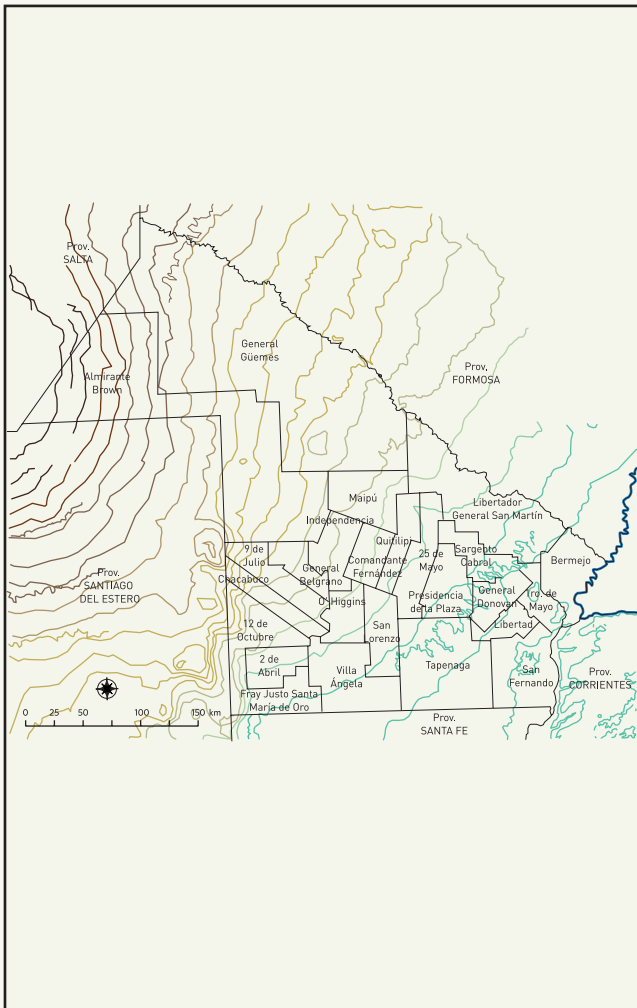 Prov.
SALTA
General
Güemes
Almirante
Brown
Prov,
FORMOSA
Maipú
Libertador
General San Martín
Independencia
Quitilipi
9 de
Julio
Comandante
Fernández
25 de
Mayo
Sargento
Cabral
Bermejo
General
Belgrano
Chacabuco
Prov.
SANTIAGO
DEL ESTERO
O' Higgins
Presidencia
de la Plaza
General
Donovan
1ro. de
Mayo
Libertad
12 de
Octubre
San
Lorenzo
2 de
Abril
Villa
Ángela
Tapenaga
San
Fernando
Prov.
CORRIENTES
Fray Justo Santa
María de Oro
0 25 50 100 150 km
Prov.
SANTA FE